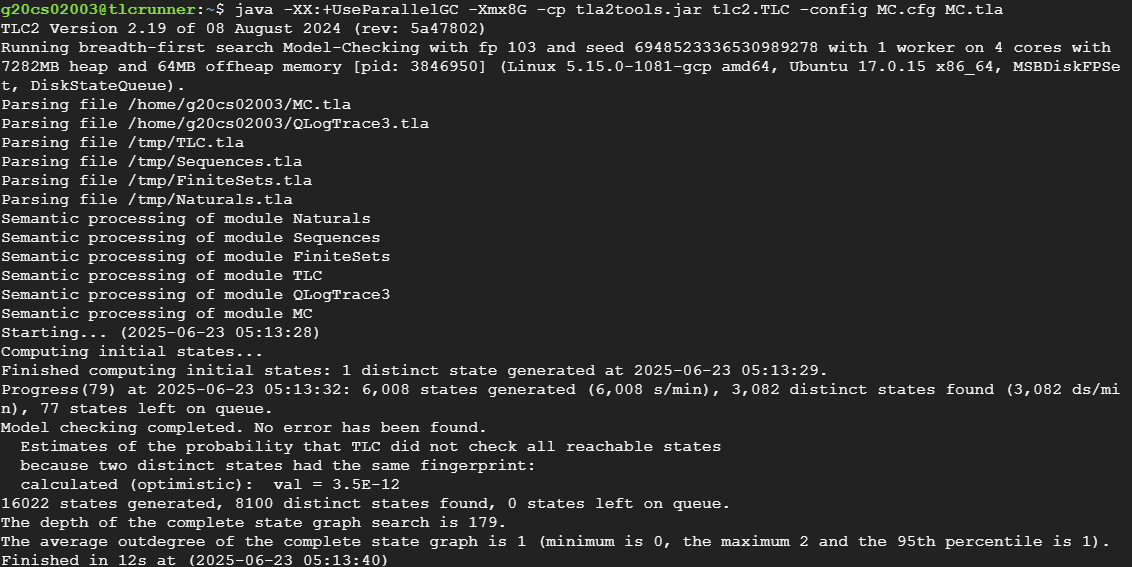 g20cs02003@tlcrunner:~$ java -XX:+UseParallelGC -Xmx8G -cp tla2tools.jar tlc2.TLC -config MC.cfg MC.tla
TLC2 Version 2.19 of 08 August 2024 (rev: 5a47802)
Running breadth-first search Model-Checking with fp 103 and seed 6948523336530989278 with 1 worker on 4 cores with
7282MB heap and 64MB offheap memory [pid: 3846950] (Linux 5.15.0-1081-gcp amd64, Ubuntu 17.0.15 x86_64, MSBDiskFPSe
t, DiskStateQueue).
Parsing file /home/g20cs02003/MC.tla
Parsing file /home/g20cs02003/QLogTrace3.tla
Parsing file /tmp/TLC.tla
Parsing file /tmp/Sequences.tla
Parsing file /tmp/FiniteSets.tla
Parsing file /tmp/Naturals.tla
Semantic processing of module Naturals
Semantic processing of module Sequences
Semantic processing of module FiniteSets
Semantic processing of module TLC
Semantic processing of module QLogTrace3
Semantic processing of module MC
Starting... (2025-06-23 05:13:28)
Computing initial states...
Finished computing initial states: 1 distinct state generated at 2025-06-23 05:13:29.
Progress(79) at 2025-06-23 05:13:32: 6,008 states generated (6,008 s/min), 3,082 distinct states found (3,082 ds/mi
n), 77 states left on queue.
Model checking completed. No error has been found.
  Estimates of the probability that TLC did not check all reachable states
  because two distinct states had the same fingerprint:
  calculated (optimistic):  val = 3.5E-12
16022 states generated, 8100 distinct states found, 0 states left on queue.
The depth of the complete state graph search is 179.
The average outdegree of the complete state graph is 1 (minimum is 0, the maximum 2 and the 95th percentile is 1).
Finished in 12s at (2025-06-23 05:13:40)